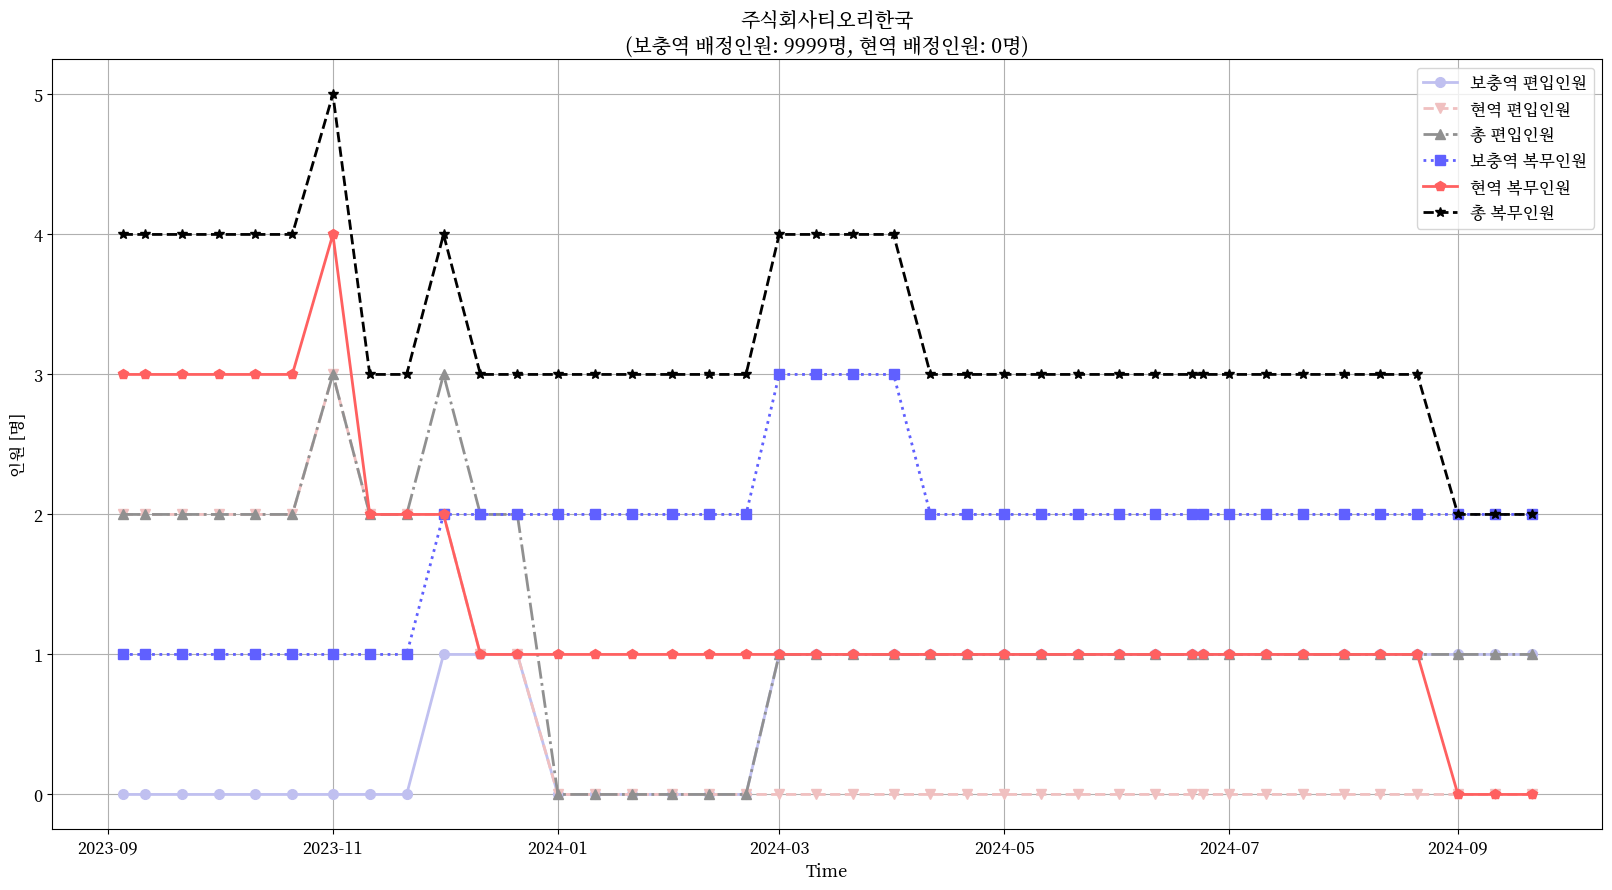 주식회사티오리한국
(보충역 배정인원: 9999명, 현역 배정인원: 0명)
보충역 편입인원
현역 편입인원
총 편입인원
보충역 복무인원
현역 복무인원
총 복무인원
인원 [명]
5
4
3
2
1
0
2023-09
2023-11
2024-01
2024-03
2024-05
2024-07
2024-09
Time